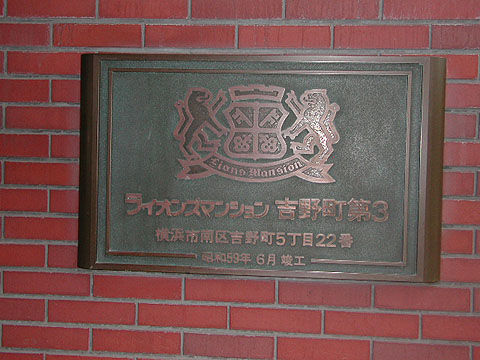 Lions Mansion
ライオンズマンション 吉野町第3
横浜市南区吉野町5丁目22番
昭和59年 6月 竣工